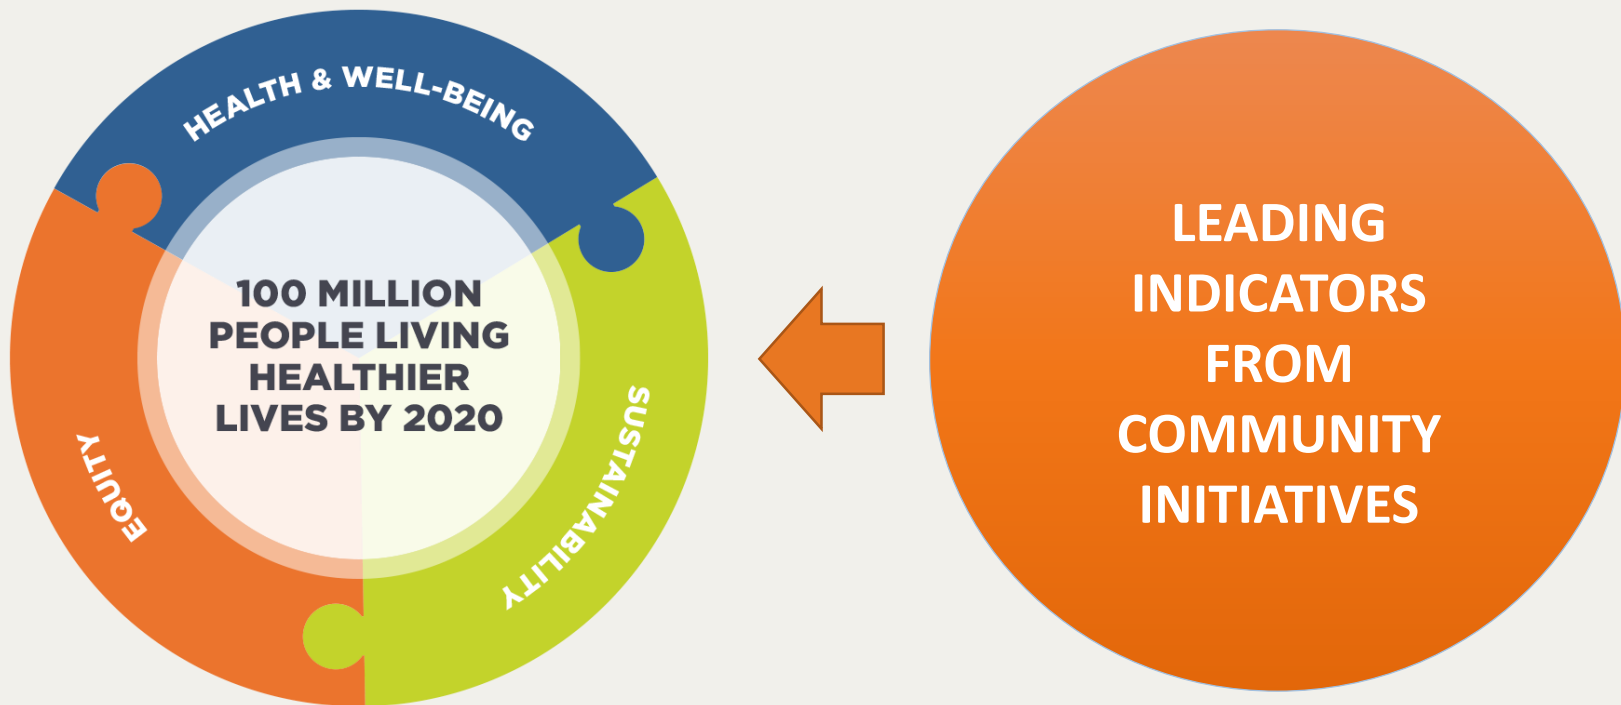 HEALTH & WELL-BEING
100 MILLION
PEOPLE LIVING
HEALTHIER
LIVES BY 2020
EQUITY
SUSTAINABILITY
LEADING
INDICATORS
FROM
COMMUNITY
INITIATIVES